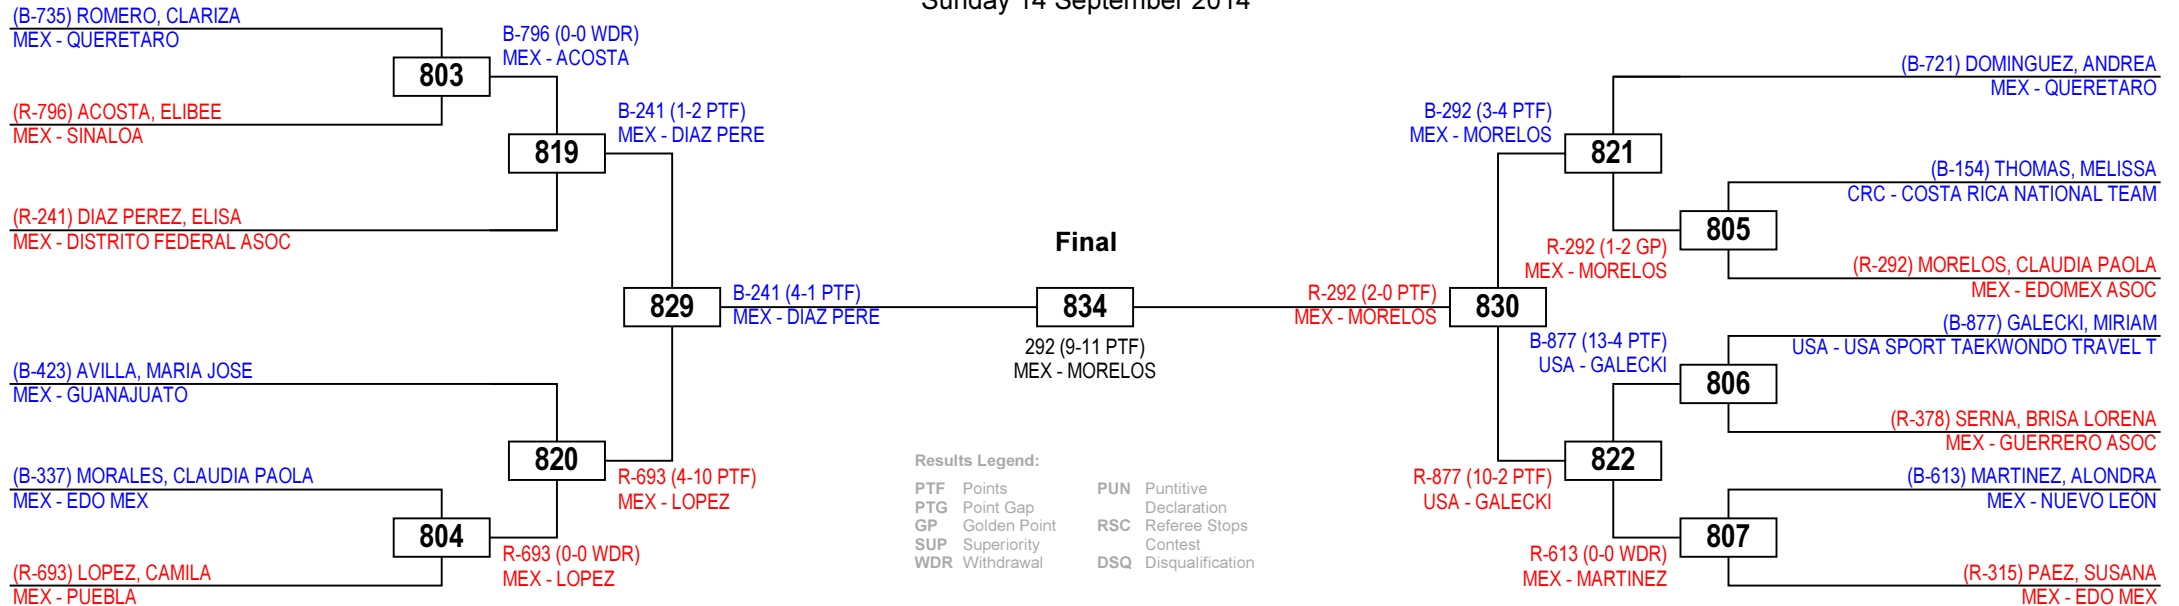 Sunday 14 September 2014
(B-735) ROMERO, CLARIZA
MEX - QUERETARO
803
(R-796) ACOSTA, ELIBEE
MEX - SINALOA
B-796 (0-0 WDR)
MEX - ACOSTA
819
(R-241) DIAZ PEREZ, ELISA
MEX - DISTRITO FEDERAL ASOC
B-241 (1-2 PTF)
MEX - DIAZ PERE
829
(B-423) AVILLA, MARIA JOSE
MEX - GUANAJUATO
820
(B-337) MORALES, CLAUDIA PAOLA
MEX - EDO MEX
804
(R-693) LOPEZ, CAMILA
MEX - PUEBLA
R-693 (0-0 WDR)
MEX - LOPEZ
R-693 (4-10 PTF)
MEX - LOPEZ
B-241 (4-1 PTF)
MEX - DIAZ PERE
Final
834
292 (9-11 PTF)
MEX - MORELOS
R-292 (2-0 PTF)
MEX - MORELOS
830
B-292 (3-4 PTF)
MEX - MORELOS
821
(B-721) DOMINGUEZ, ANDREA
MEX - QUERETARO
(B-154) THOMAS, MELISSA
CRC - COSTA RICA NATIONAL TEAM
805
R-292 (1-2 GP)
MEX - MORELOS
(R-292) MORELOS, CLAUDIA PAOLA
MEX - EDOMEX ASOC
(B-877) GALECKI, MIRIAM
USA - USA SPORT TAEKWONDO TRAVEL T
B-877 (13-4 PTF)
USA - GALECKI
806
(R-378) SERNA, BRISA LORENA
MEX - GUERRERO ASOC
822
R-877 (10-2 PTF)
USA - GALECKI
(B-613) MARTINEZ, ALONDRA
MEX - NUEVO LEÓN
807
R-613 (0-0 WDR)
MEX - MARTINEZ
(R-315) PAEZ, SUSANA
MEX - EDO MEX
Results Legend:
PTF Points PUN Puntitive
PTG Point Gap Declaration
GP Golden Point RSC Referee Stops
SUP Superiority Contest
WDR Withdrawal DSQ Disqualification